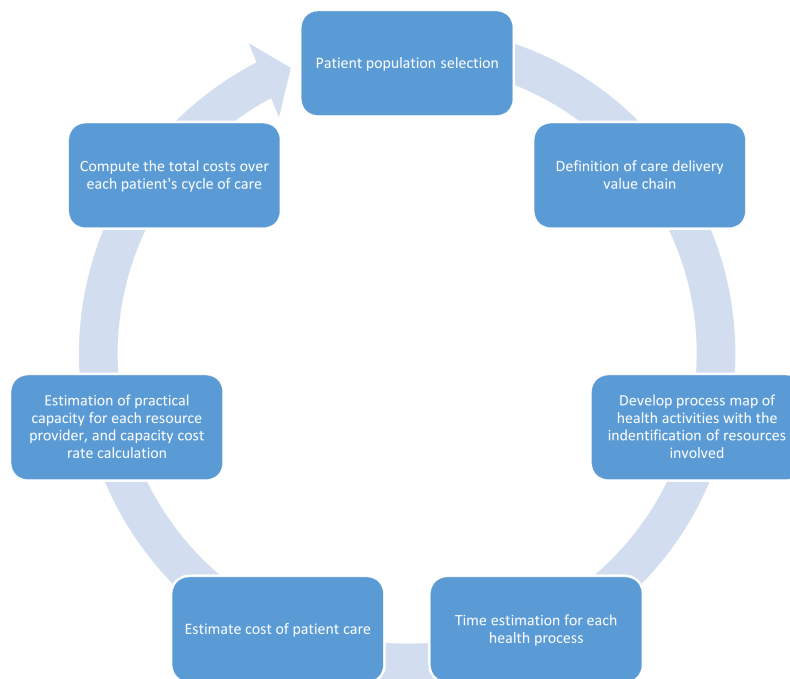 Patient population selection
Definition of care delivery
value chain
Develop process map of
health activities with the
indentification of resources
involved
Time estimation for each
health process
Estimate cost of patient care
Estimation of practical
capacity for each resource
provider, and capacity cost
rate calculation
Compute the total costs over
each patient's cycle of care